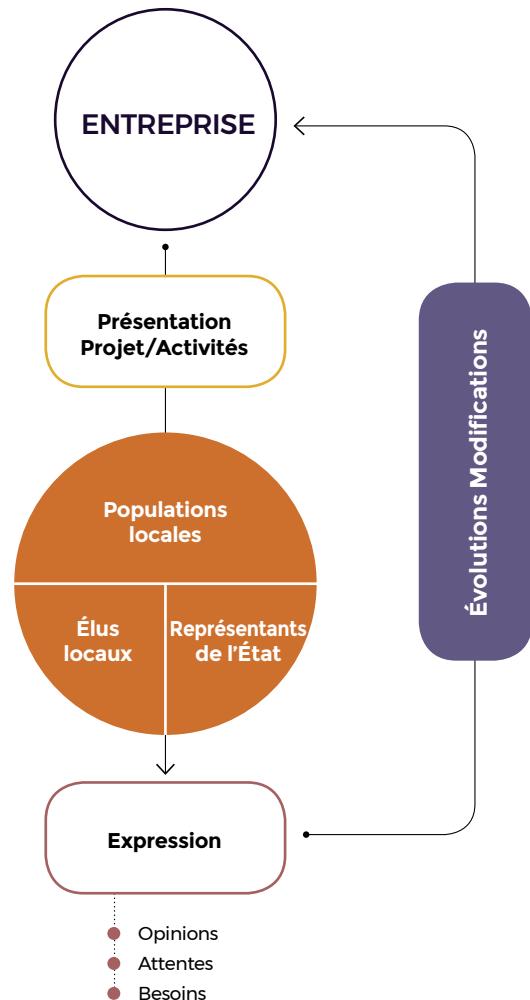 ENTREPRISE
Présentation
Projet/Activités
Populations
locales
Élus
locaux
Représentants
de l'État
Évolutions Modifications
Expression
Opinions
Attentes
Besoins